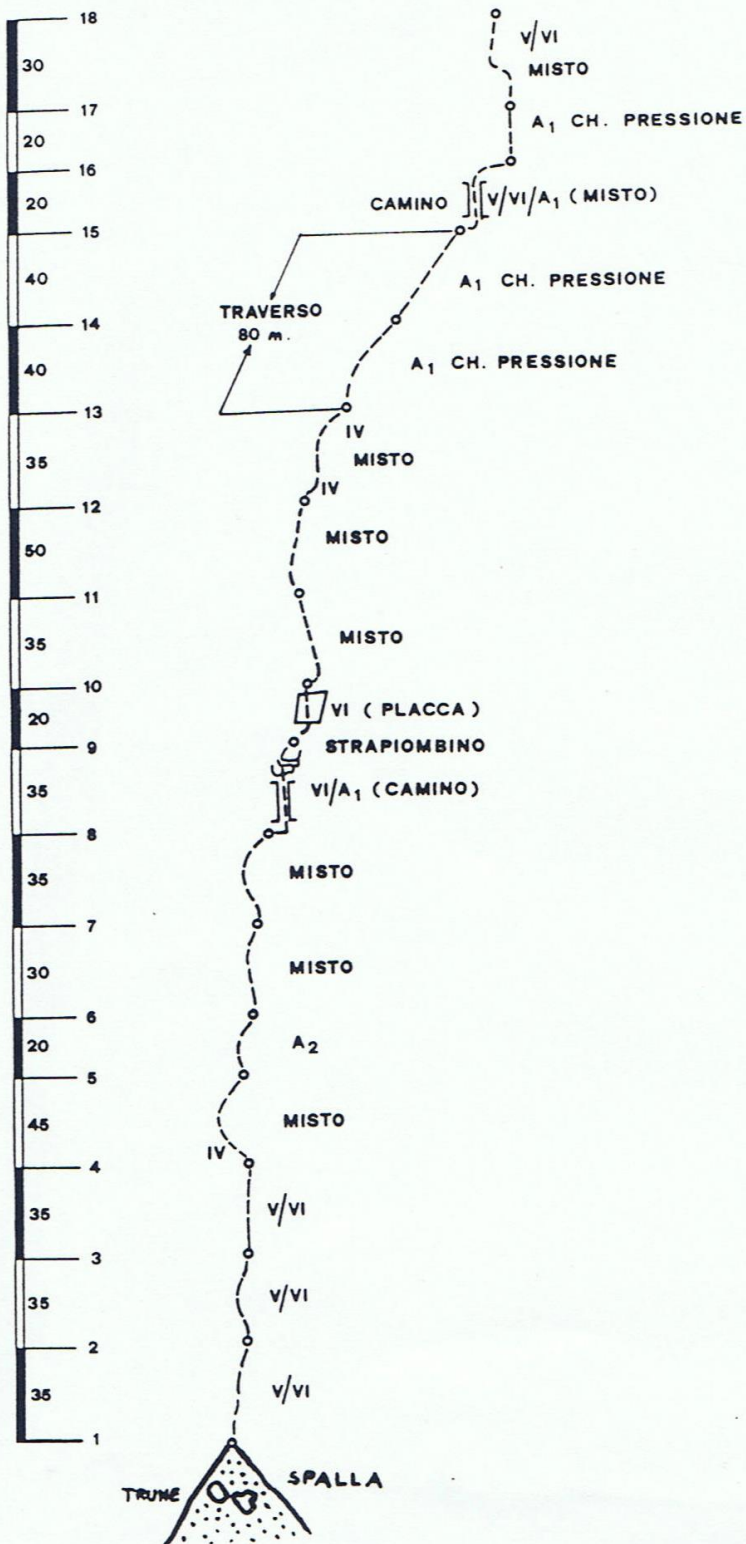 18
V/VI
30
MISTO
17
A1 CH. PRESSIONE
20
16
20
CAMINO
V/VI/A1 (MISTO)
15
40
A1 CH. PRESSIONE
TRAVERSO
80 m.
14
40
A1 CH. PRESSIONE
13
IV
35
MISTO
IV
12
MISTO
50
11
35
MISTO
10
20
VI (PLACCA)
9
STRAPIOMBINO
35
VI/A1 (CAMINO)
8
35
MISTO
7
30
MISTO
6
20
A2
5
45
MISTO
IV
4
35
V/VI
3
35
V/VI
2
35
V/VI
1
TRUNE
SPALLA